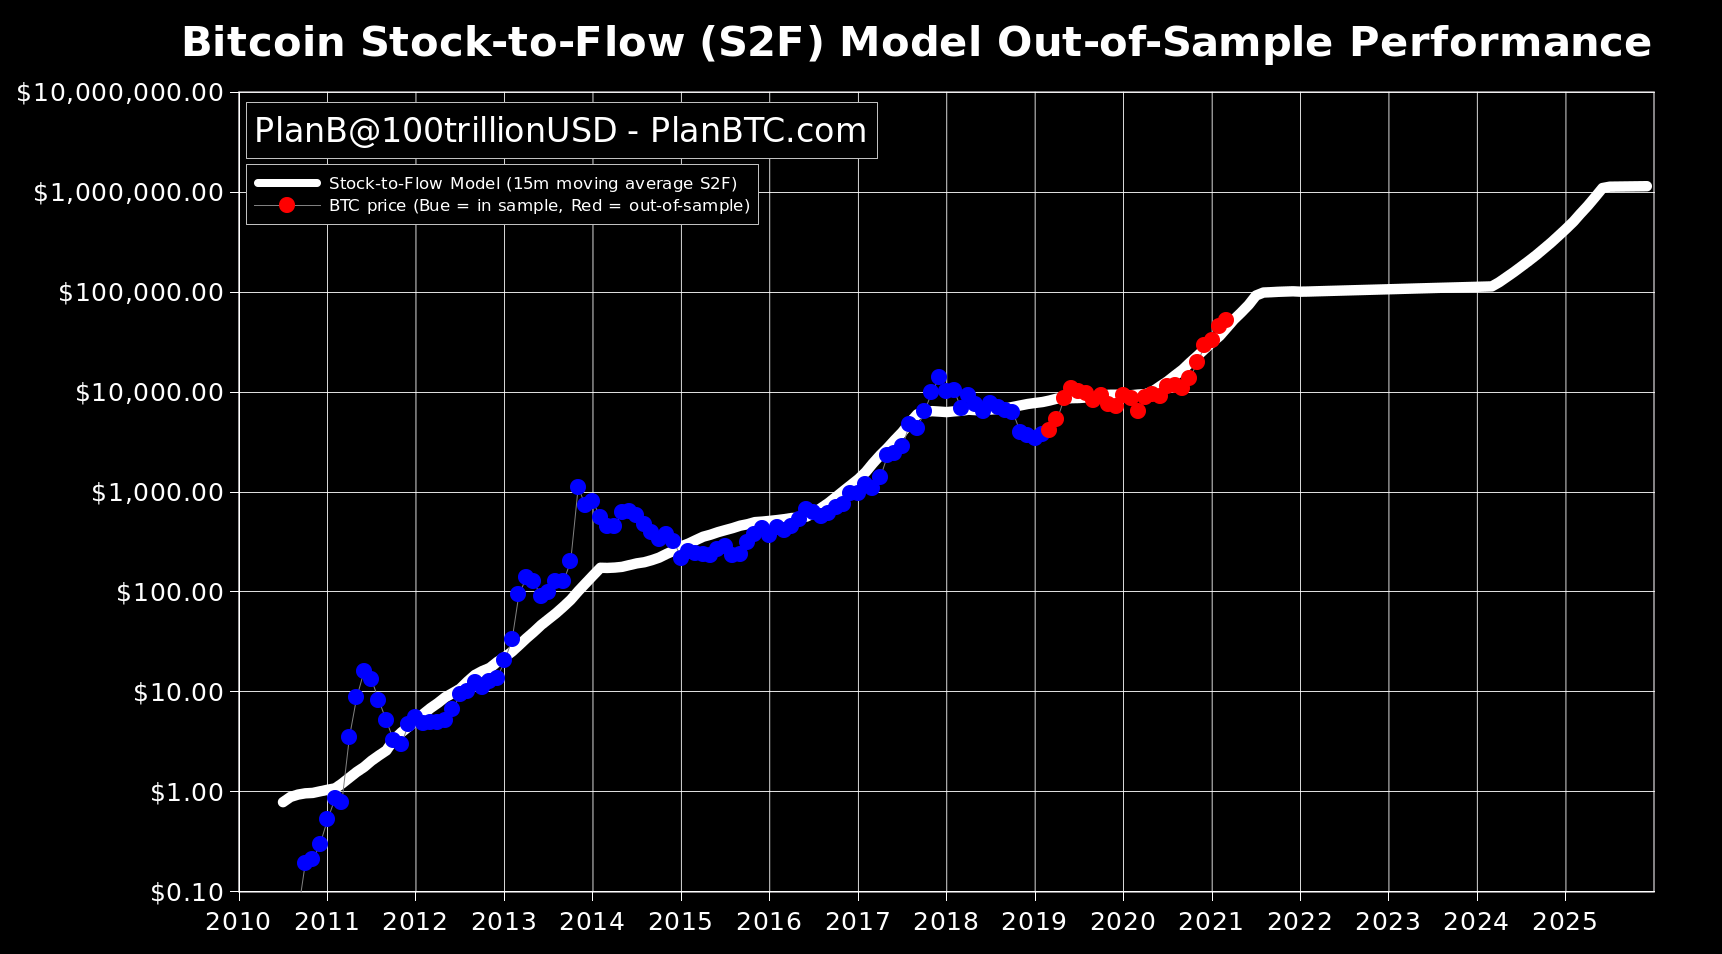 Bitcoin Stock-to-Flow (S2F) Model Out-of-Sample Performance
$10,000,000.00
PlanB@100trillionUSD - PlanBTC.com
Stock-to-Flow Model (15m moving average S2F)
$1,000,000.00
BTC price (Bue = in sample, Red = out-of-sample)
$100,000.00
$10,000.00
$1,000.00
$100.00
$10.00
$1.00
$0.10
2010 2011 2012 2013 2014 2015 2016 2017 2018 2019 2020 2021 2022 2023 2024 2025